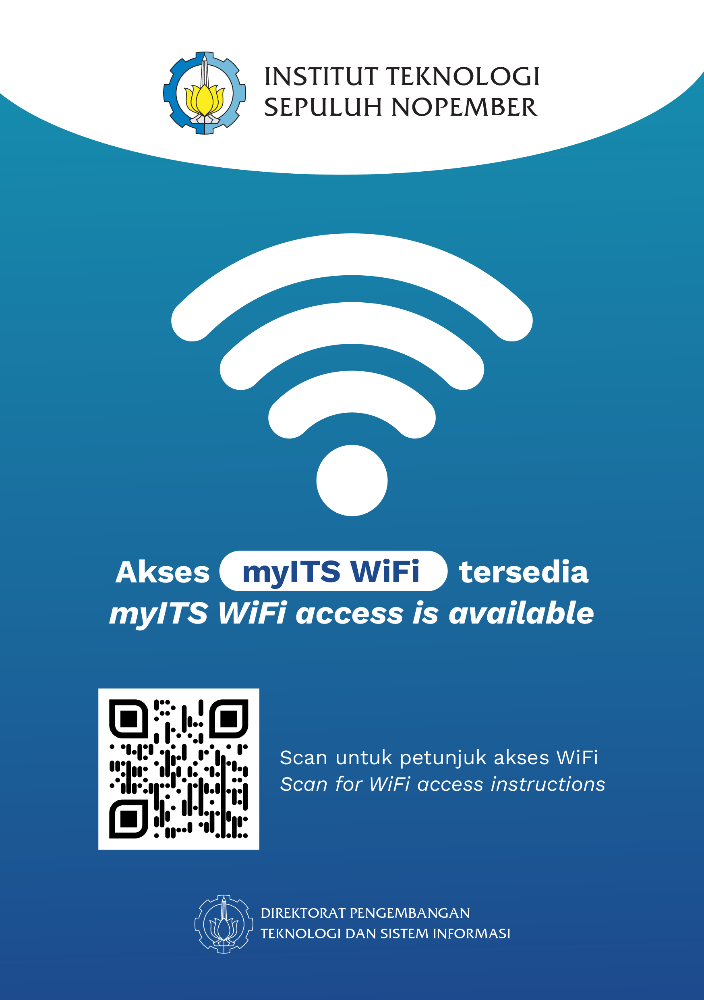 INSTITUT TEKNOLOGI
SEPULUH NOPEMBER
Akses myITS WiFi tersedia
myITS WiFi access is available
Scan untuk petunjuk akses WiFi
Scan for WiFi access instructions
DIREKTORAT PENGEMBANGAN
TEKNOLOGI DAN SISTEM INFORMASI